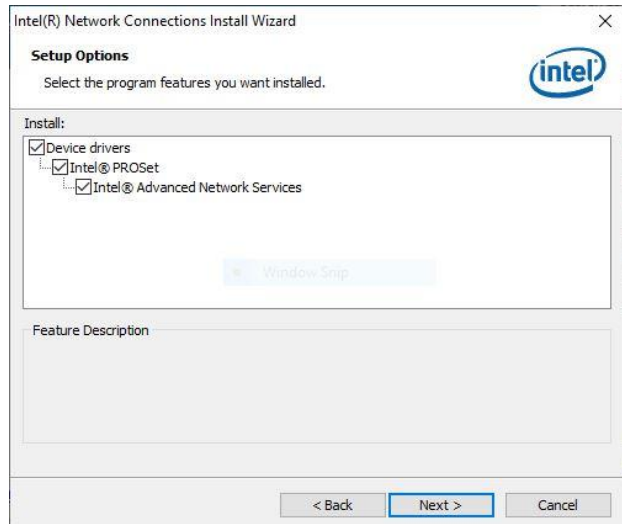 Intel(R) Network Connections Install Wizard
Setup Options
Select the program features you want installed.
intel
Install:
Device drivers
Intel® PROSet
Intel® Advanced Network Services
Window Snip
Feature Description
< Back
Next >
Cancel